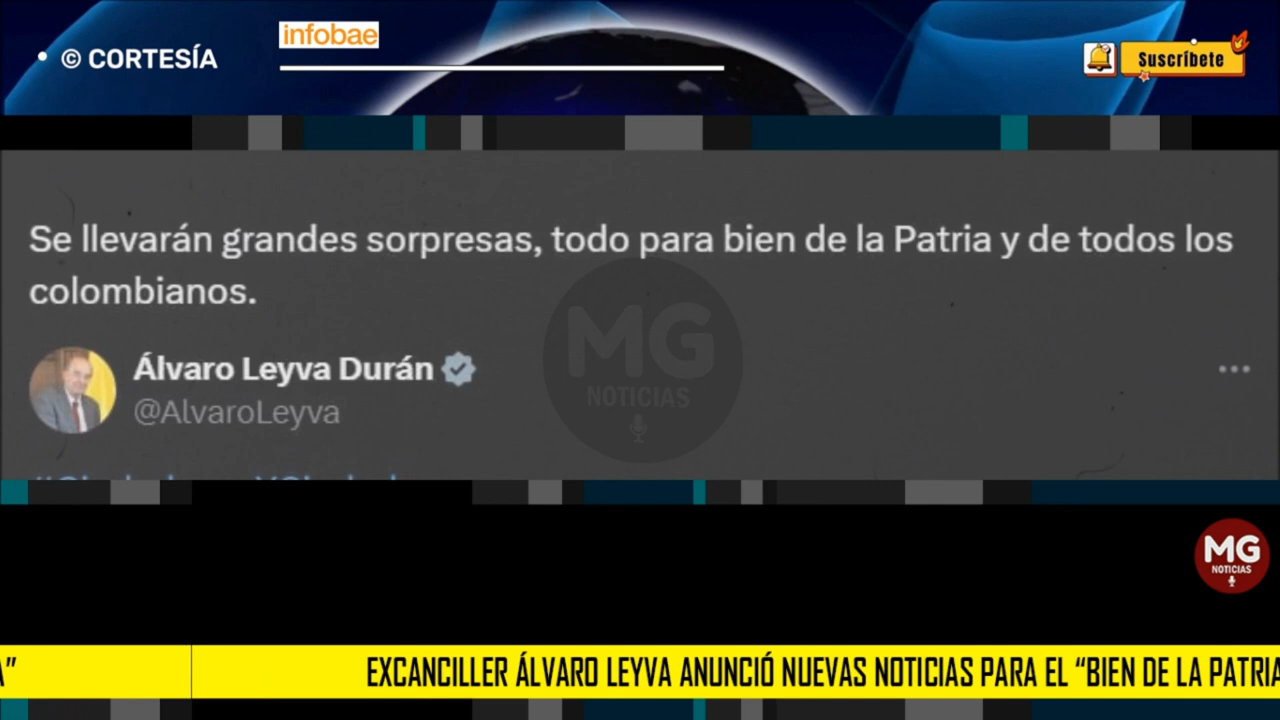 infobae
© CORTESÍA
Suscríbete
Se llevarán grandes sorpresas, todo para bien de la Patria y de todos los
colombianos.
MG
NOTICIAS
Álvaro Leyva Durán
@AlvaroLeyva
MG
NOTICIAS
A” EXCANCILLER ÁLVARO LEYVA ANUNCIÓ NUEVAS NOTICIAS PARA EL “BIEN DE LA PATRIA